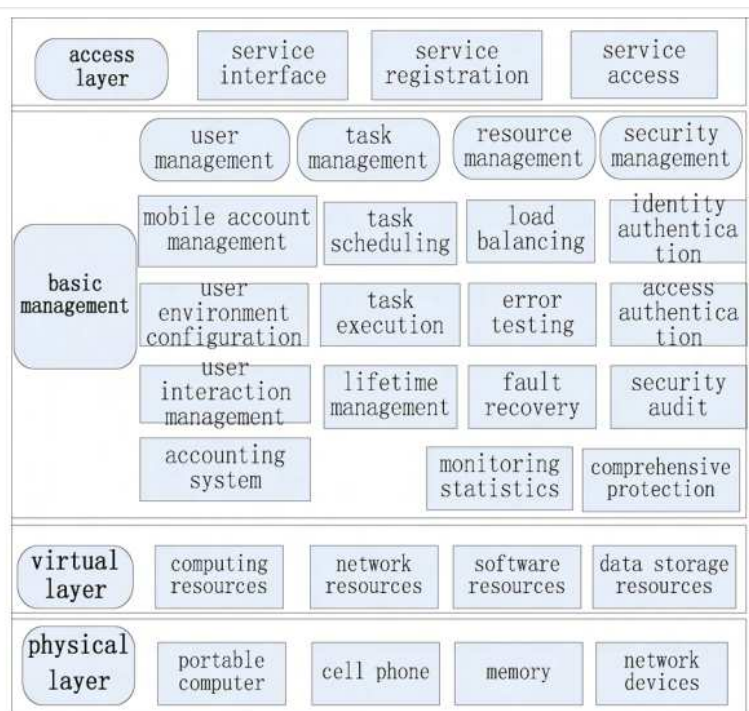 access
layer
service
interface
service
registration
service
access
user
management
task
management
resource
management
security
management
basic
management
mobile account
management
task
scheduling
load
balancing
identity
authentica
tion
user
environment
configuration
task
execution
error
testing
access
authentica
tion
user
interaction
management
lifetime
management
fault
recovery
security
audit
accounting
system
monitoring
statistics
comprehensive
protection
virtual
layer
computing
resources
network
resources
software
resources
data storage
resources
physical
layer
portable
computer
cell phone
memory
network
devices